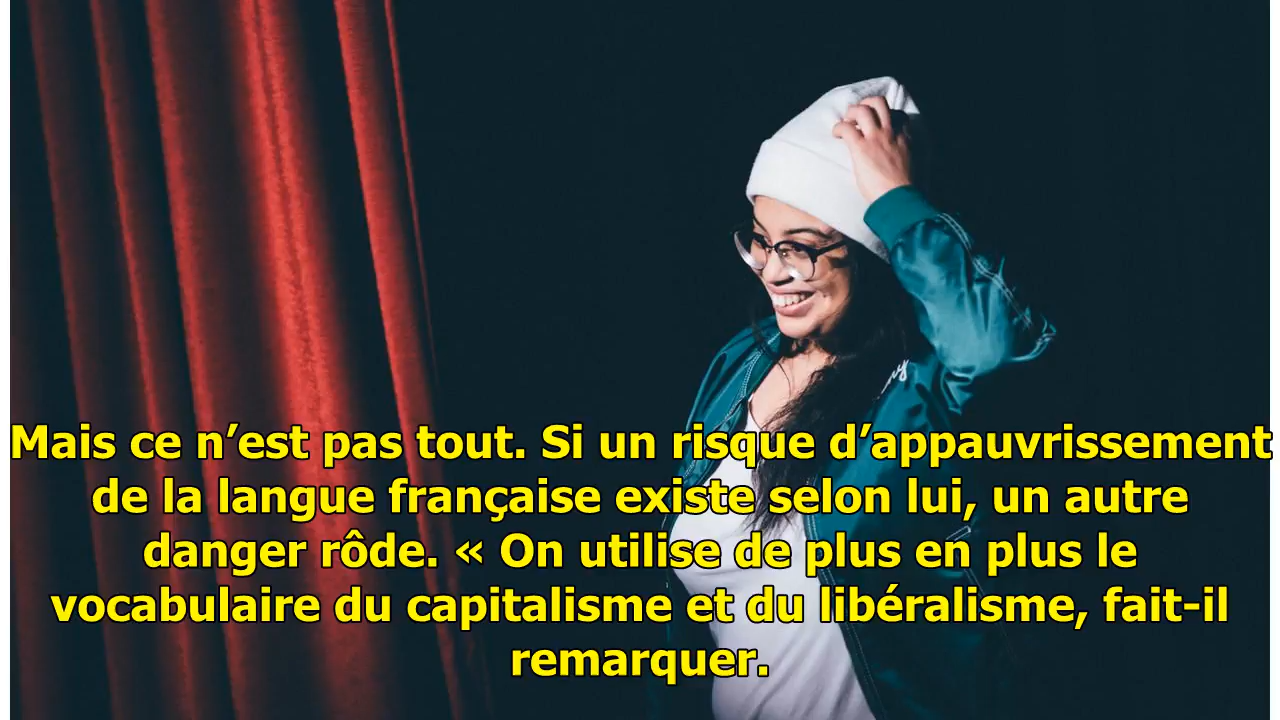 Mais ce n’est pas tout. Si un risque d’appauvrissement
de la langue française existe selon lui, un autre
danger rôde. « On utilise de plus en plus le
vocabulaire du capitalisme et du libéralisme, fait-il
remarquer.